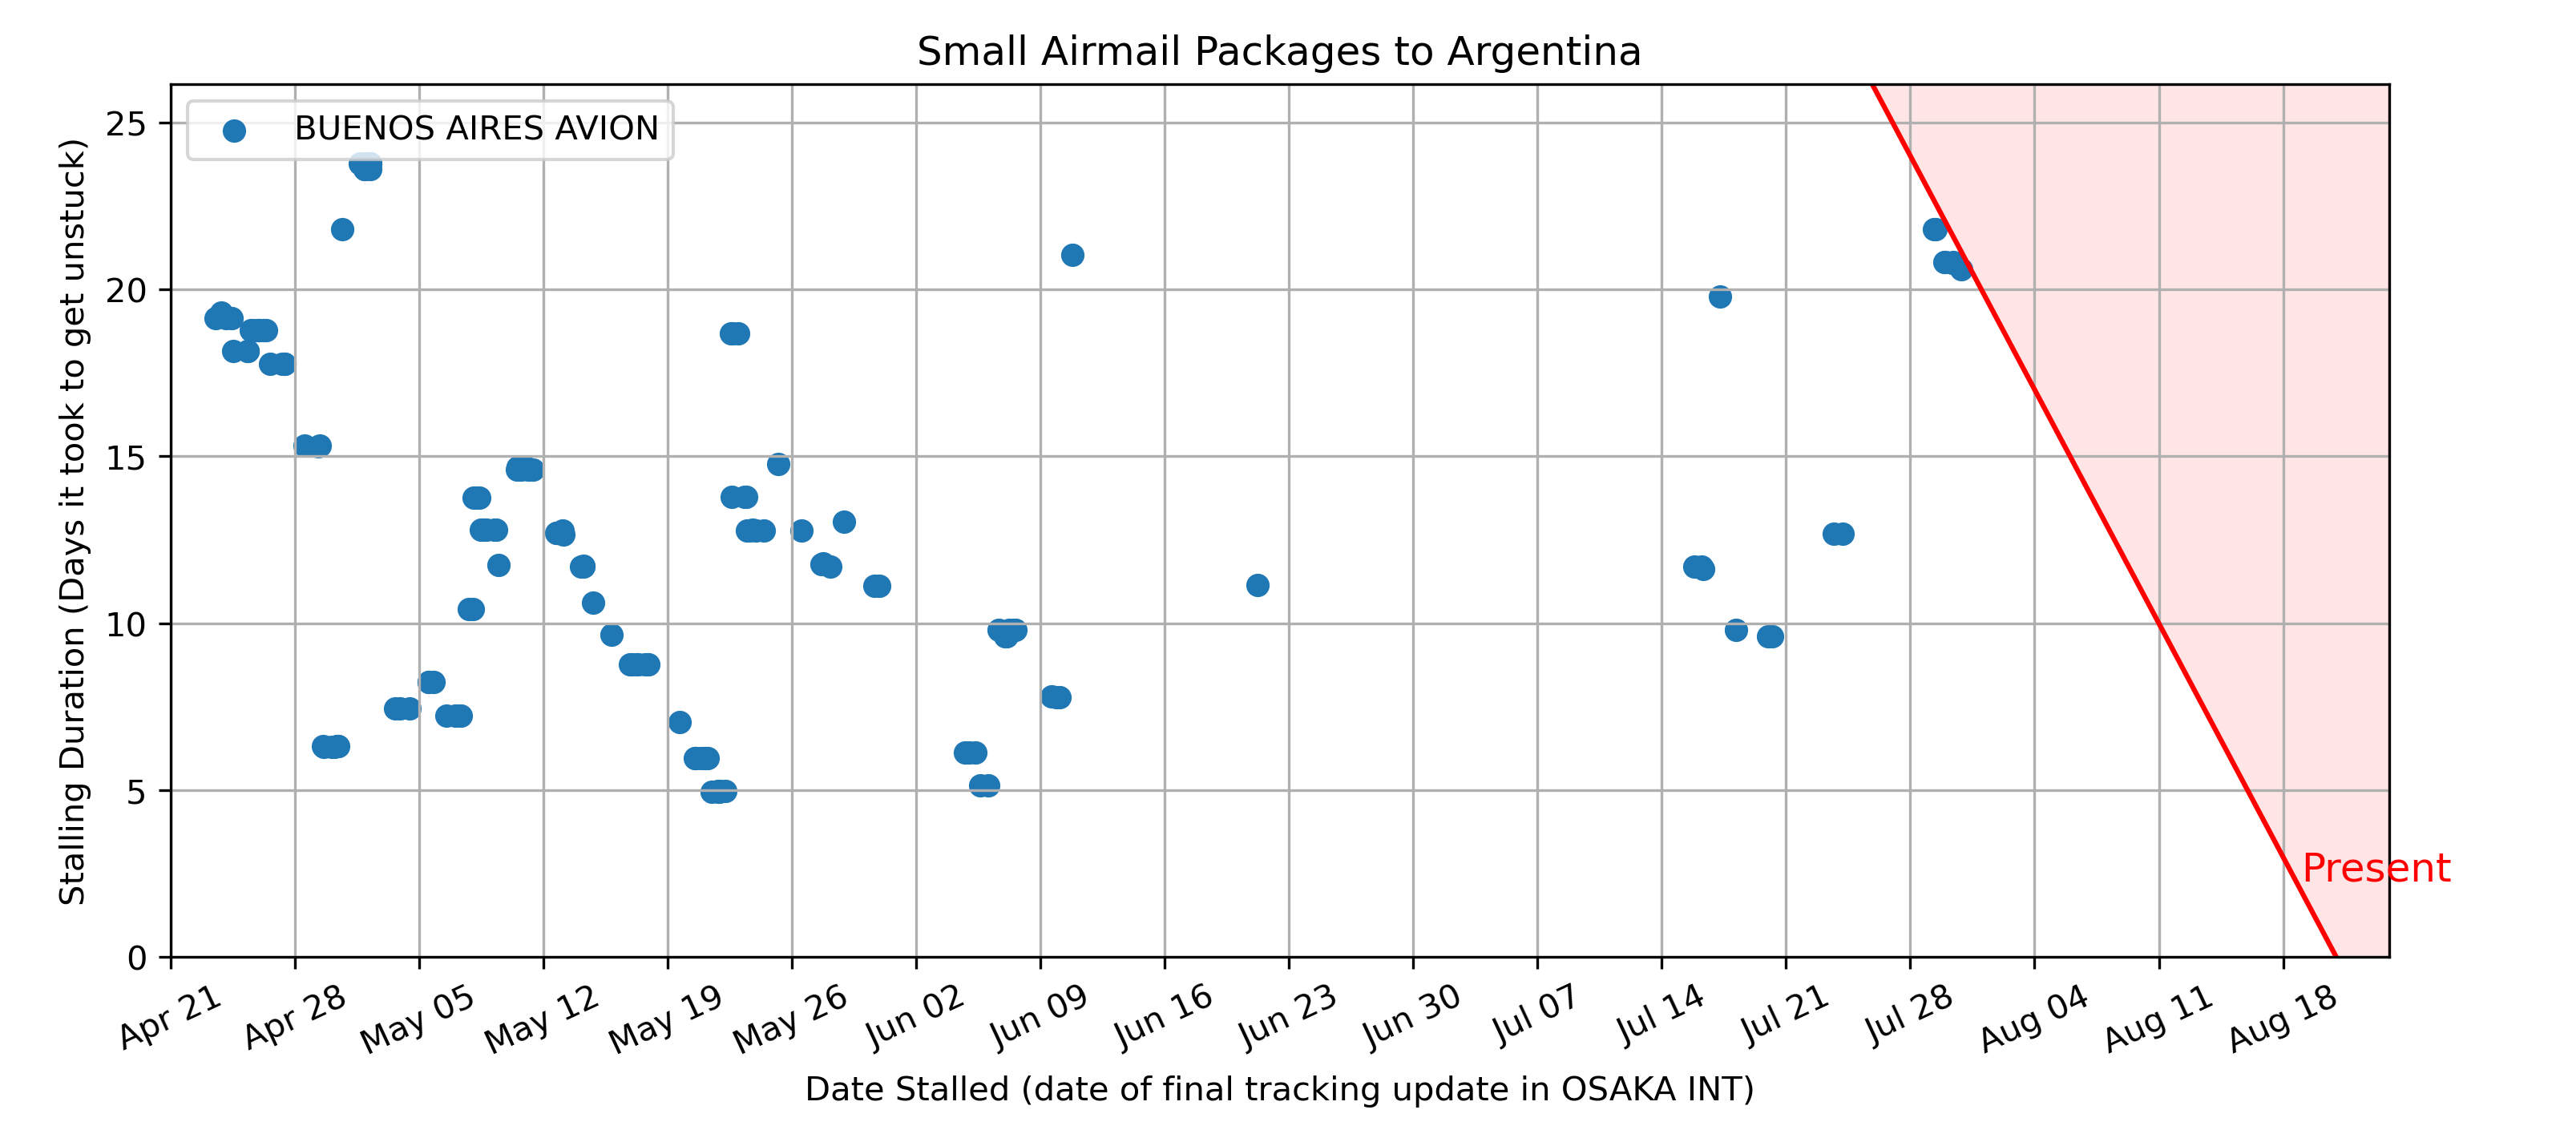 Small Airmail Packages to Argentina
BUENOS AIRES AVION
Stalling Duration (Days it took to get unstuck)
25
20
15
10
5
0
Present
Apr 21
Apr 28
May 05
May 12
May 19
May 26
Jun 02
Jun 09
Jun 16
Jun 23
Jun 30
Jul 07
Jul 14
Jul 21
Jul 28
Aug 04
Aug 11
Aug 18
Date Stalled (date of final tracking update in OSAKA INT)